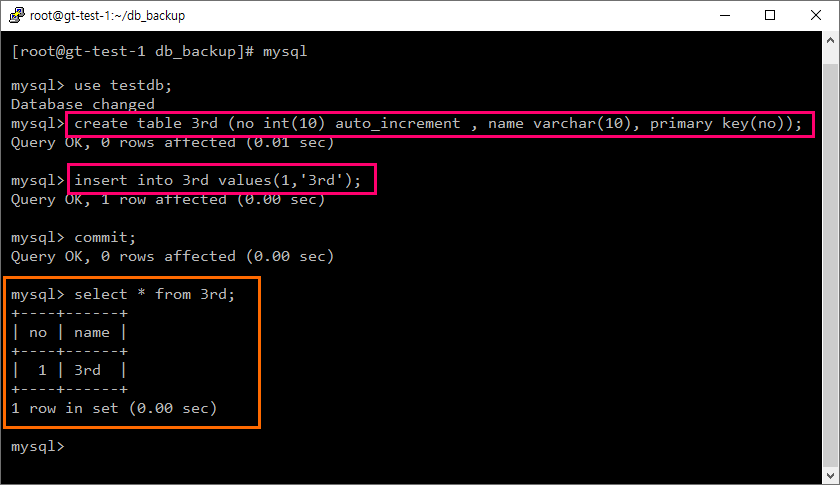 root@gt-test-1:~/db_backup
[root@gt-test-1 db_backup]# mysql
mysql> use testdb;
Database changed
mysql> create table 3rd (no int(10) auto_increment , name varchar(10), primary key(no));
Query OK, 0 rows affected (0.01 sec)
mysql> insert into 3rd values(1,'3rd');
Query OK, 1 row affected (0.00 sec)
mysql> commit;
Query OK, 0 rows affected (0.00 sec)
mysql> select * from 3rd;
+----+------+
| no | name |
+----+------+
|  1 | 3rd  |
+----+------+
1 row in set (0.00 sec)
mysql>